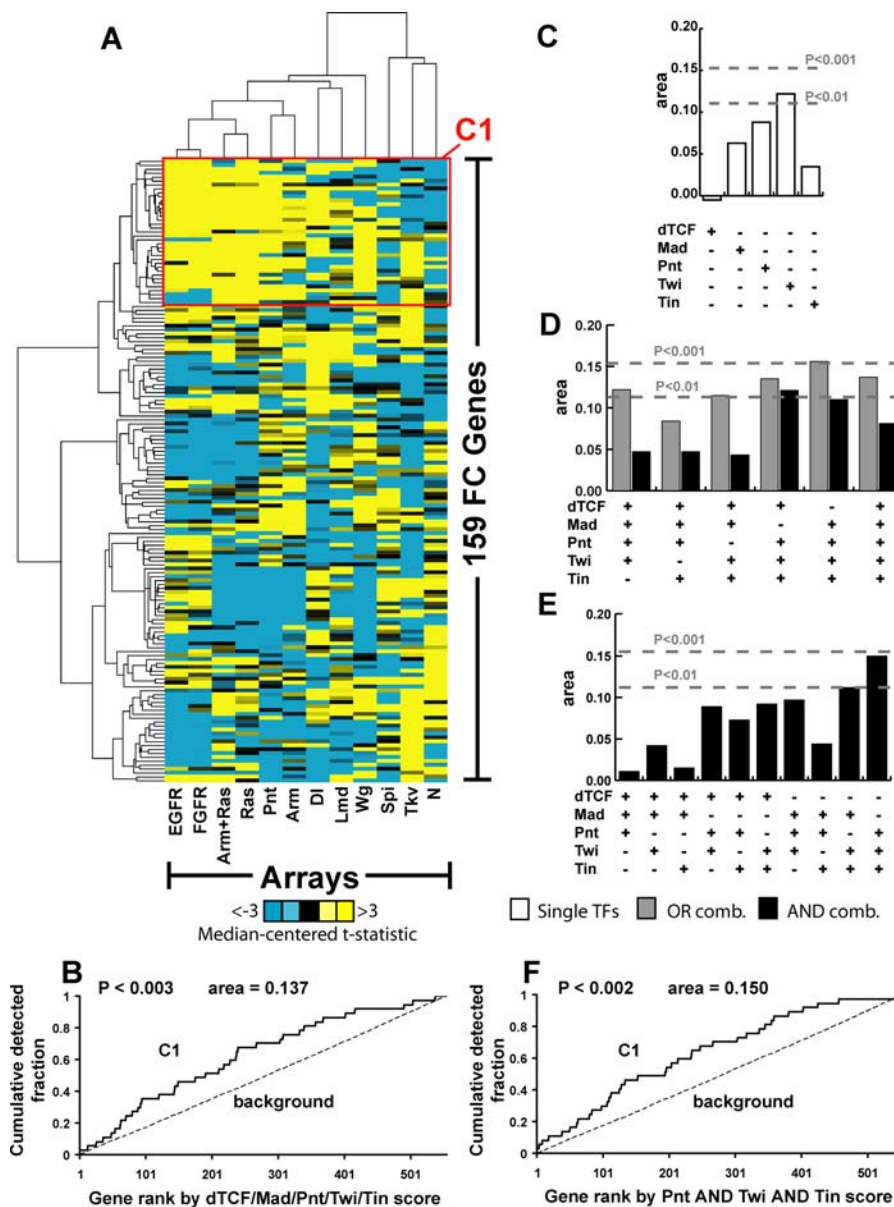 A
C1
159 FC Genes
EGFR
FGFR
Arm+Ras
Ras
Pnt
Arm
Dl
Lmd
Wg
Spi
Tkv
N
Arrays
<-3 >3
Median-centered t-statistic
C
area
0.15
0.10
0.05
0.00
P<0.001
P<0.01
dTCF + - - - -
Mad - + - - -
Pnt - - + - -
Twi - - - + -
Tin - - - - +
D
area
0.20
0.15
0.10
0.05
0.00
P<0.001
P<0.01
dTCF + + + + - +
Mad + + + - + +
Pnt + + - + + +
Twi + - + + + +
Tin - + + + + +
E
area
0.20
0.15
0.10
0.05
0.00
P<0.001
P<0.01
dTCF + + + + + + - - - -
Mad + + + - - - + + + -
Pnt + - - + + - + + - +
Twi - + - + - + + - + +
Tin - - + - + + - + + +
Single TFs OR comb. AND comb.
B
P < 0.003 area = 0.137
Cumulative detected
fraction
1
0.8
0.6
0.4
0.2
0
C1
background
1 101 201 301 401 501
Gene rank by dTCF/Mad/Pnt/Twi/Tin score
F
P < 0.002 area = 0.150
Cumulative detected
fraction
1
0.8
0.6
0.4
0.2
0
C1
background
1 101 201 301 401 501
Gene rank by Pnt AND Twi AND Tin score